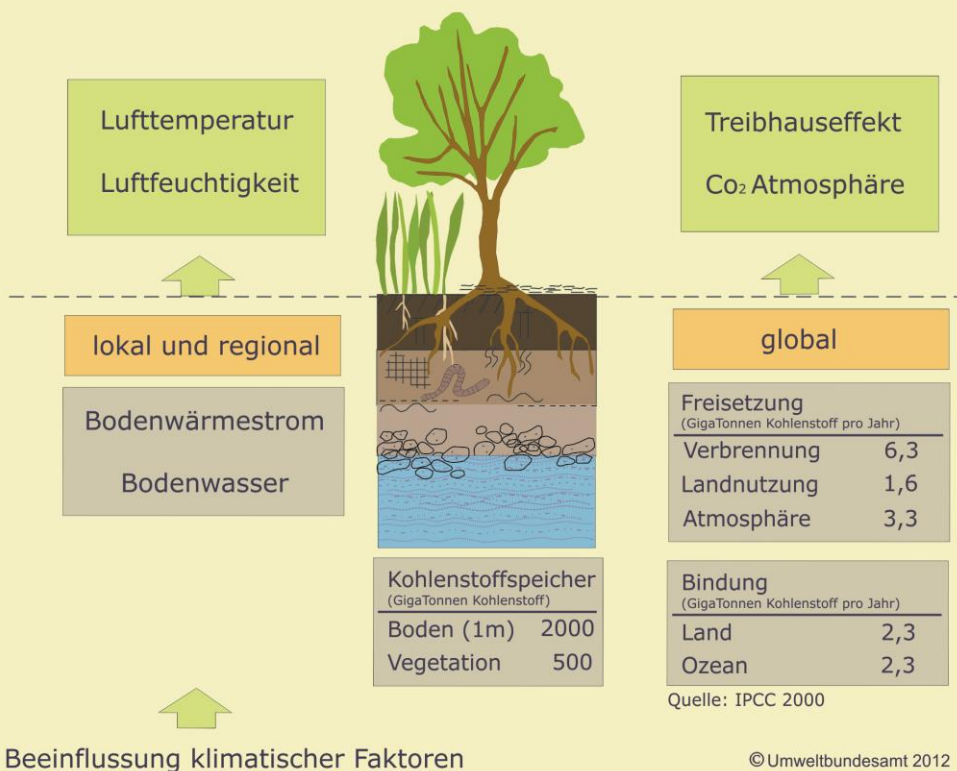 Lufttemperatur
Luftfeuchtigkeit
Treibhauseffekt
Co₂ Atmosphäre
lokal und regional
Bodenwärmestrom
Bodenwasser
global
Freisetzung
(GigaTonnen Kohlenstoff pro Jahr)
Verbrennung 6,3
Landnutzung 1,6
Atmosphäre 3,3
Kohlenstoffspeicher
(GigaTonnen Kohlenstoff)
Boden (1m) 2000
Vegetation 500
Bindung
(GigaTonnen Kohlenstoff pro Jahr)
Land 2,3
Ozean 2,3
Quelle: IPCC 2000
Beeinflussung klimatischer Faktoren
© Umweltbundesamt 2012